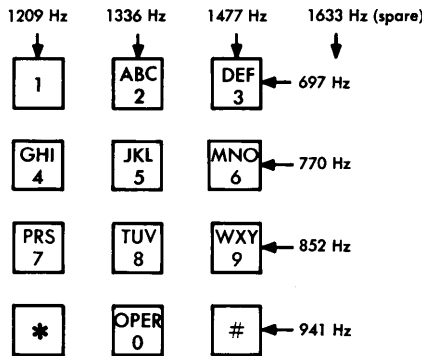 1209 Hz 1336 Hz 1477 Hz 1633 Hz (spare)
1 ABC DEF 697 Hz
2 3
GHI JKL MNO 770 Hz
4 5 6
PRS TUV WXY 852 Hz
7 8 9
* OPER # 941 Hz
0